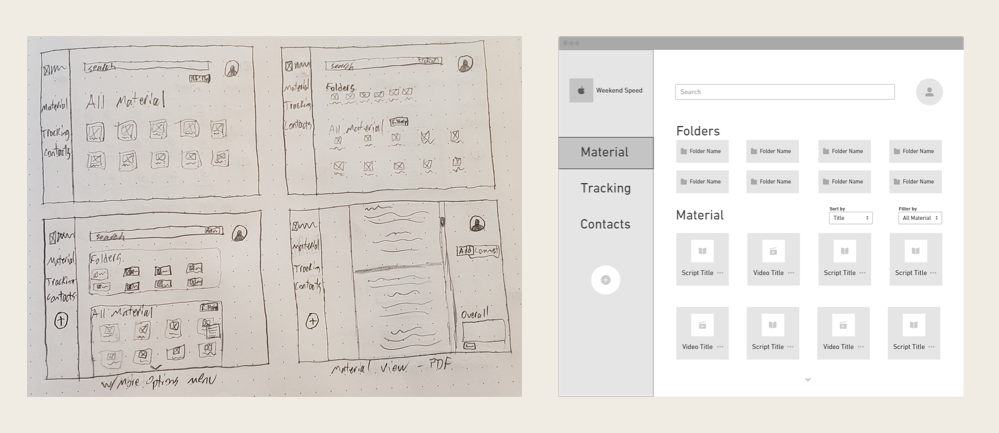 search
All Material
Material
Tracking
Contacts
search
Folders
Material
Tracking
Contacts
All Material
search
Folders
Material
Tracking
Contacts
All Material
w/ More Options menu
Material
Tracking
Contacts
Add Comment
Overall
Material view - PDF
Weekend Speed
Search
Material
Tracking
Contacts
Folders
Folder Name Folder Name Folder Name Folder Name
Folder Name Folder Name Folder Name Folder Name
Material
Sort by
Title
Filter by
All Material
Script Title Video Title Script Title Script Title
Video Title Script Title Video Title Script Title